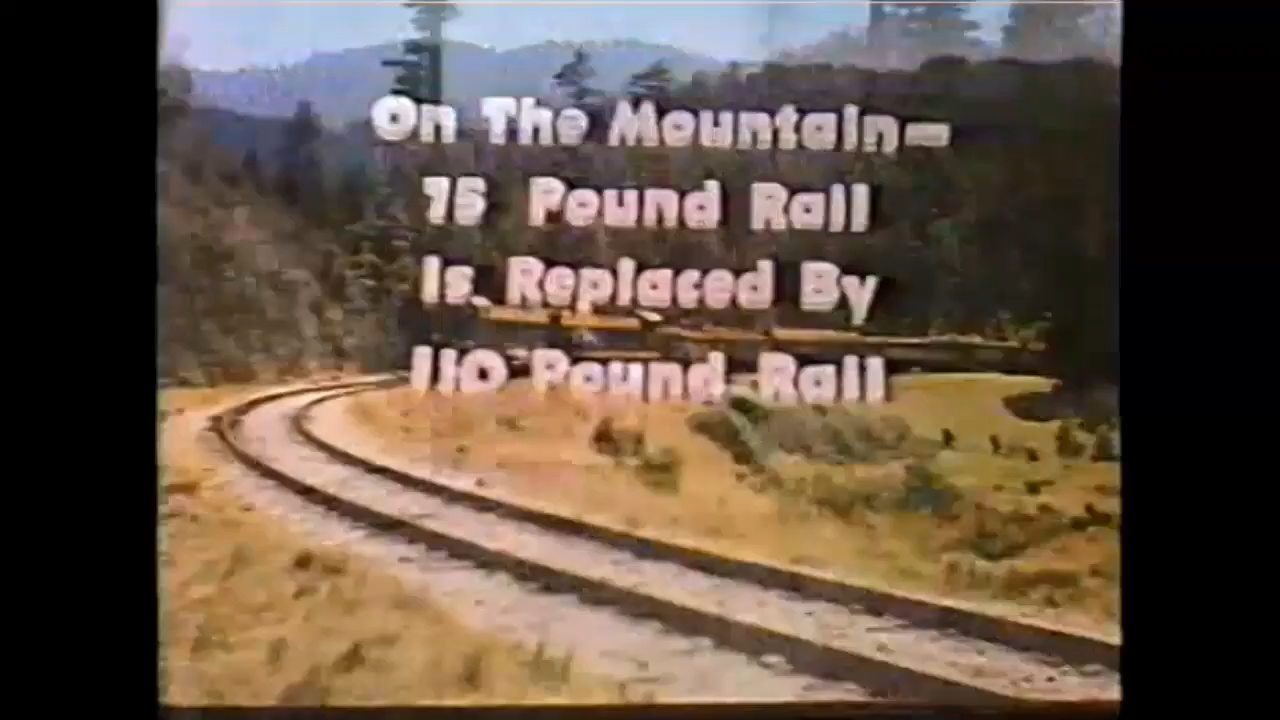 On The Mountain-
75 Pound Rail
Is Replaced By
110 Pound Rail